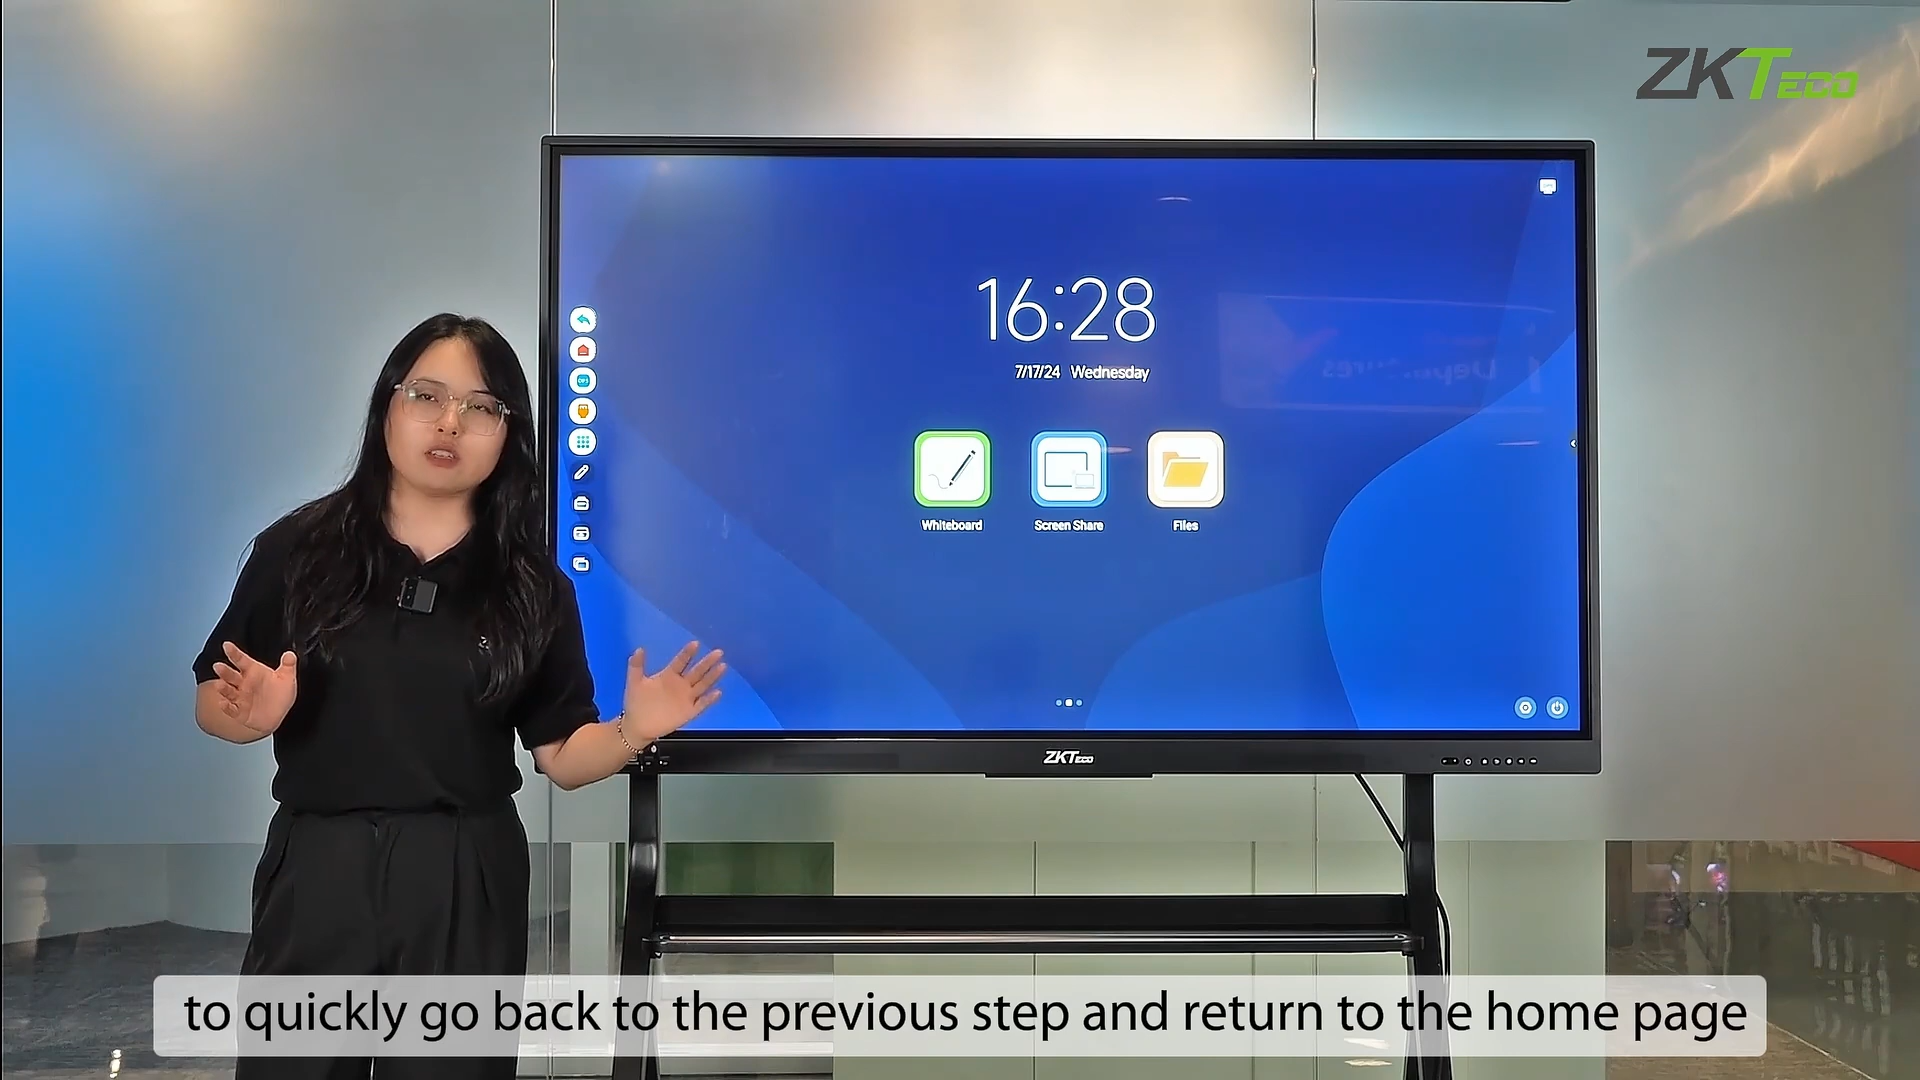 ZKTECO
16:28
7/17/24 Wednesday
OPS
Whiteboard
Screen Share
Files
ZKTECO
to quickly go back to the previous step and return to the home page